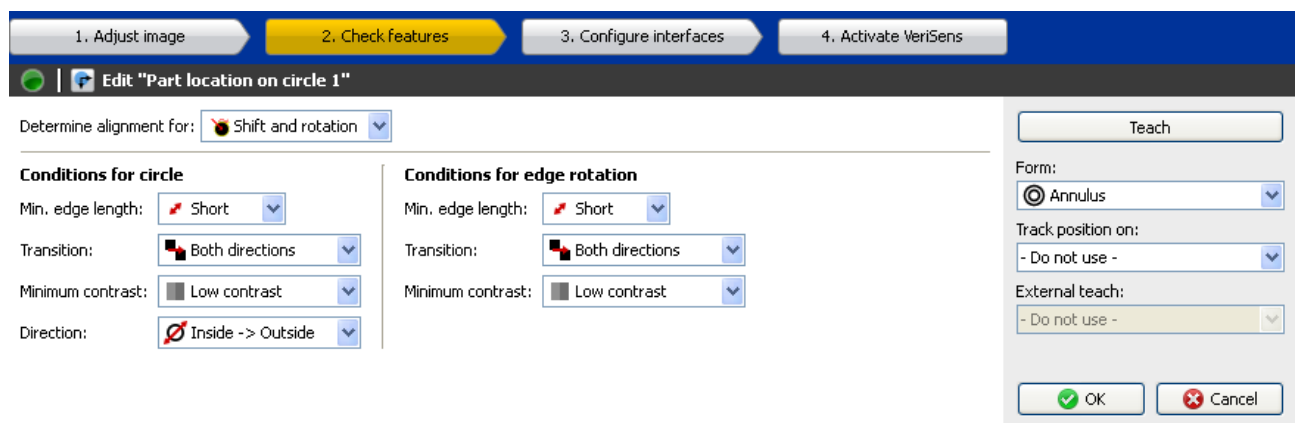 1. Adjust image
2. Check features
3. Configure interfaces
4. Activate VeriSens
Edit "Part location on circle 1"
Determine alignment for: Shift and rotation
Conditions for circle
Min. edge length: Short
Transition: Both directions
Minimum contrast: Low contrast
Direction: Inside -> Outside
Conditions for edge rotation
Min. edge length: Short
Transition: Both directions
Minimum contrast: Low contrast
Teach
Form:
Annulus
Track position on:
- Do not use -
External teach:
- Do not use -
OK
Cancel